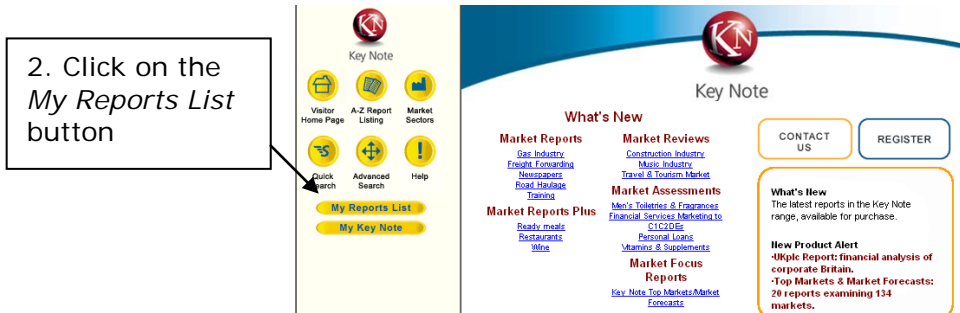 2. Click on the
My Reports List
button
KN
Key Note
Visitor
Home Page
A-Z Report
Listing
Market
Sectors
Quick
Search
Advanced
Search
Help
My Reports List
My Key Note
KN
Key Note
What's New
Market Reports
Gas Industry
Freight Forwarding
Newspapers
Road Haulage
Training
Market Reports Plus
Ready meals
Restaurants
Wine
Market Reviews
Construction Industry
Music Industry
Travel & Tourism Market
Market Assessments
Men's Toiletries & Fragrances
Financial Services Marketing to
C1C2DEs
Personal Loans
Vitamins & Supplements
Market Focus
Reports
Key Note Top Markets/Market
Forecasts
CONTACT
US
REGISTER
What's New
The latest reports in the Key Note
range, available for purchase.
New Product Alert
•UKplc Report: financial analysis of
corporate Britain.
•Top Markets & Market Forecasts:
20 reports examining 134
markets.